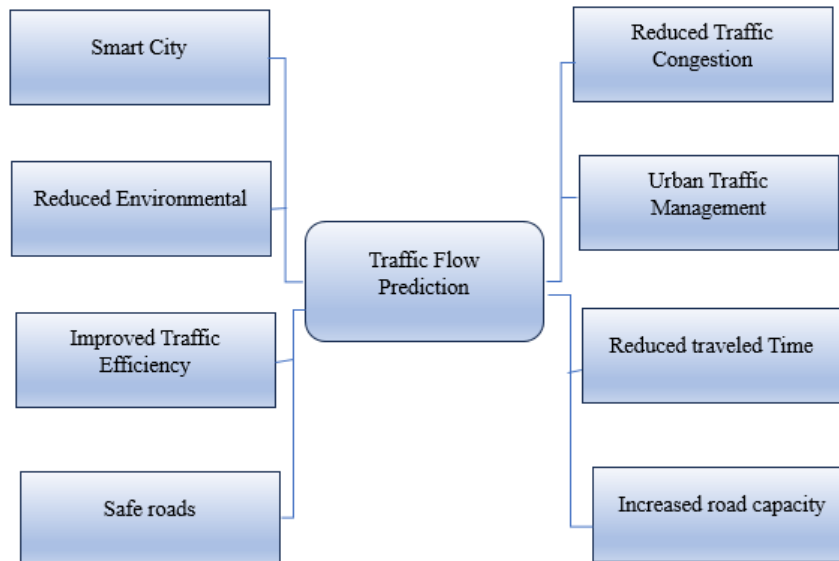 Smart City
Reduced Environmental
Improved Traffic
Efficiency
Safe roads
Traffic Flow
Prediction
Reduced Traffic
Congestion
Urban Traffic
Management
Reduced traveled Time
Increased road capacity